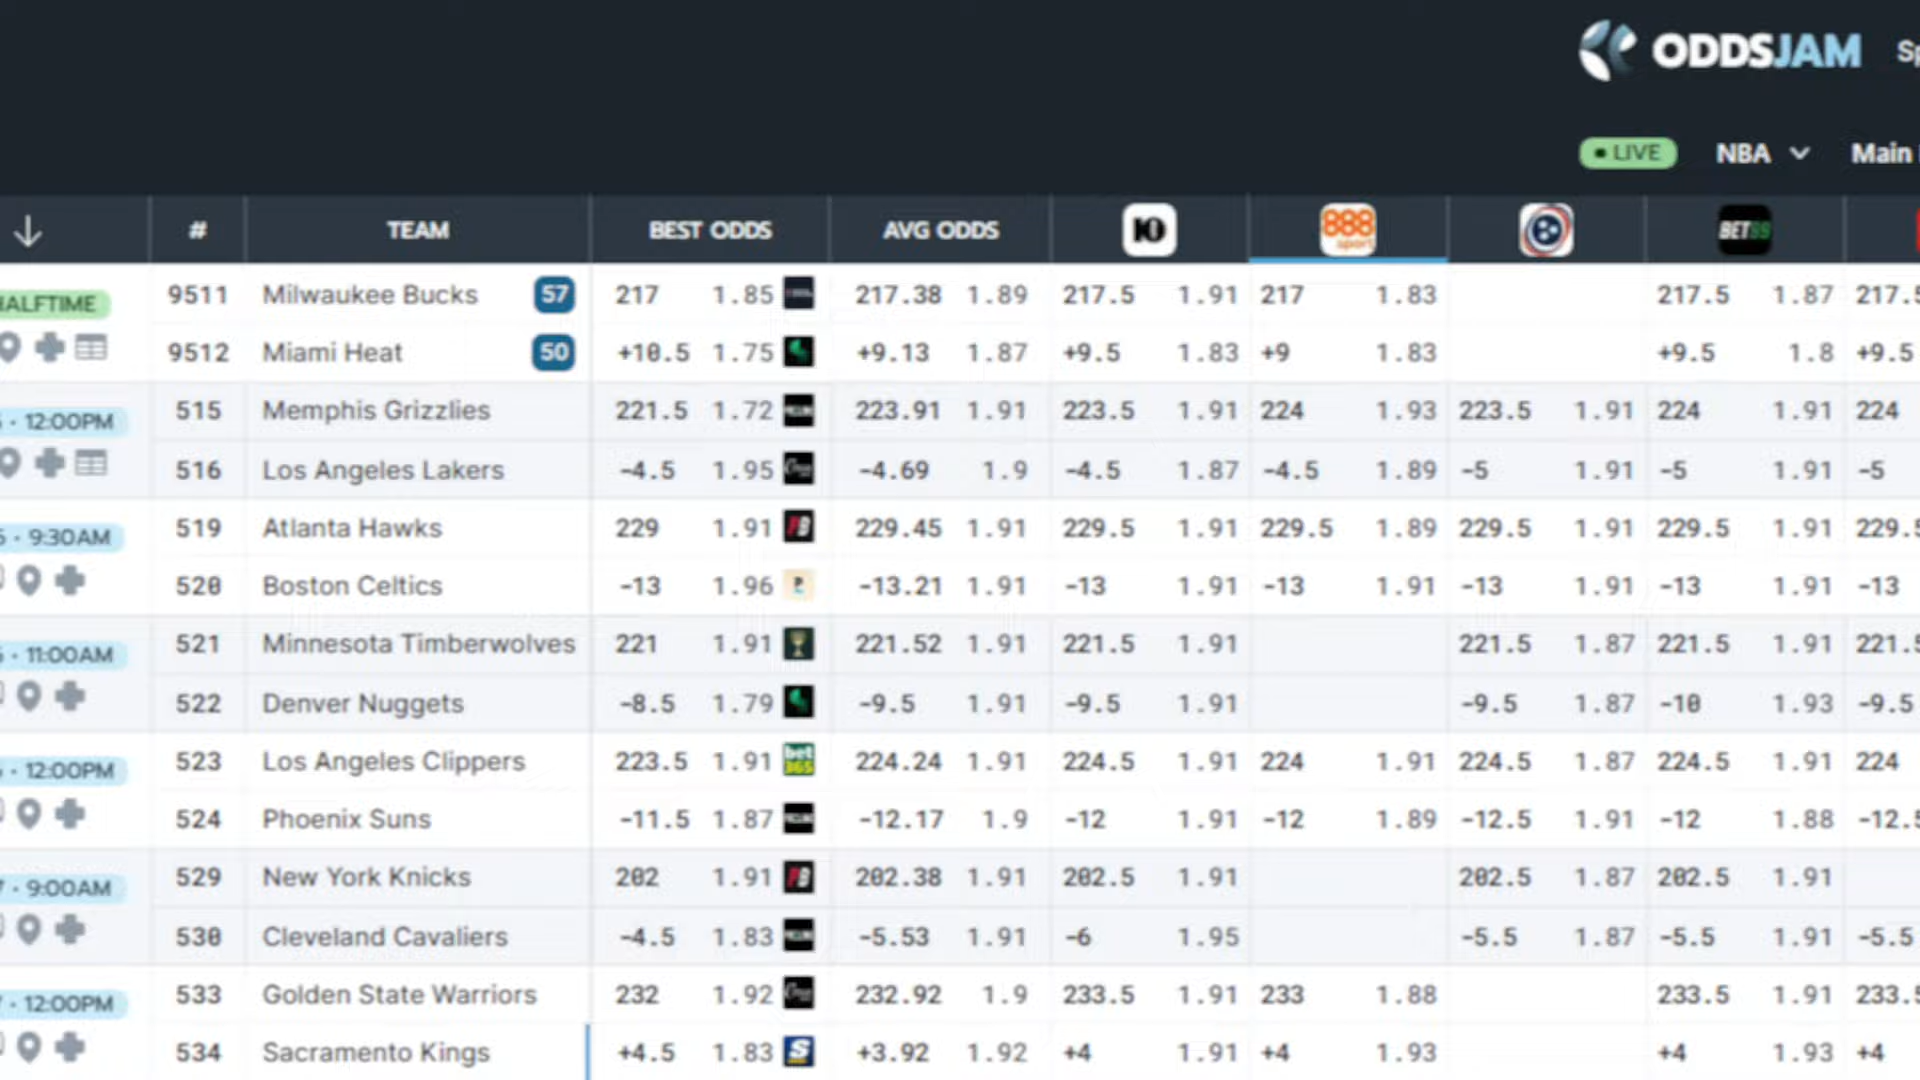 ODDSJAM Sp
LIVE NBA Main
# TEAM BEST ODDS AVG ODDS 10 888 sport BET99
HALFTIME 9511 Milwaukee Bucks 57 217 1.85 217.38 1.89 217.5 1.91 217 1.83 217.5 1.87 217.5
9512 Miami Heat 50 +10.5 1.75 +9.13 1.87 +9.5 1.83 +9 1.83 +9.5 1.8 +9.5
· 12:00PM 515 Memphis Grizzlies 221.5 1.72 223.91 1.91 223.5 1.91 224 1.93 223.5 1.91 224 1.91 224
516 Los Angeles Lakers -4.5 1.95 -4.69 1.9 -4.5 1.87 -4.5 1.89 -5 1.91 -5 1.91 -5
· 9:30AM 519 Atlanta Hawks 229 1.91 229.45 1.91 229.5 1.91 229.5 1.89 229.5 1.91 229.5 1.91 229.5
520 Boston Celtics -13 1.96 -13.21 1.91 -13 1.91 -13 1.91 -13 1.91 -13 1.91 -13
· 11:00AM 521 Minnesota Timberwolves 221 1.91 221.52 1.91 221.5 1.91 221.5 1.87 221.5 1.91 221.5
522 Denver Nuggets -8.5 1.79 -9.5 1.91 -9.5 1.91 -9.5 1.87 -10 1.93 -9.5
· 12:00PM 523 Los Angeles Clippers 223.5 1.91 bet365 224.24 1.91 224.5 1.91 224 1.91 224.5 1.87 224.5 1.91 224
524 Phoenix Suns -11.5 1.87 -12.17 1.9 -12 1.91 -12 1.89 -12.5 1.91 -12 1.88 -12.5
· 9:00AM 529 New York Knicks 202 1.91 202.38 1.91 202.5 1.91 202.5 1.87 202.5 1.91
530 Cleveland Cavaliers -4.5 1.83 -5.53 1.91 -6 1.95 -5.5 1.87 -5.5 1.91 -5.5
· 12:00PM 533 Golden State Warriors 232 1.92 232.92 1.9 233.5 1.91 233 1.88 233.5 1.91 233.5
534 Sacramento Kings +4.5 1.83 +3.92 1.92 +4 1.91 +4 1.93 +4 1.93 +4